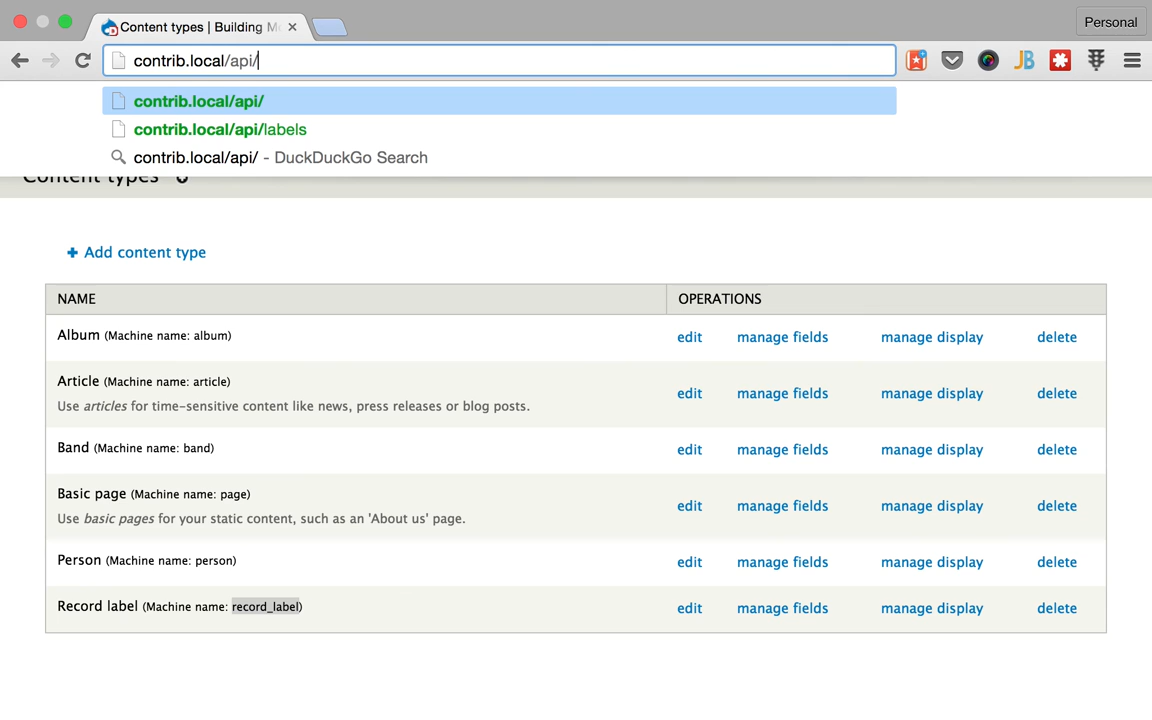 Content types | Building Mo
Personal
contrib.local/api/
JB
contrib.local/api/
contrib.local/api/labels
contrib.local/api/ - DuckDuckGo Search
Content types
Add content type
NAME OPERATIONS
Album (Machine name: album) edit manage fields manage display delete
Article (Machine name: article)
Use articles for time-sensitive content like news, press releases or blog posts. edit manage fields manage display delete
Band (Machine name: band) edit manage fields manage display delete
Basic page (Machine name: page)
Use basic pages for your static content, such as an 'About us' page. edit manage fields manage display delete
Person (Machine name: person) edit manage fields manage display delete
Record label (Machine name: record_label) edit manage fields manage display delete